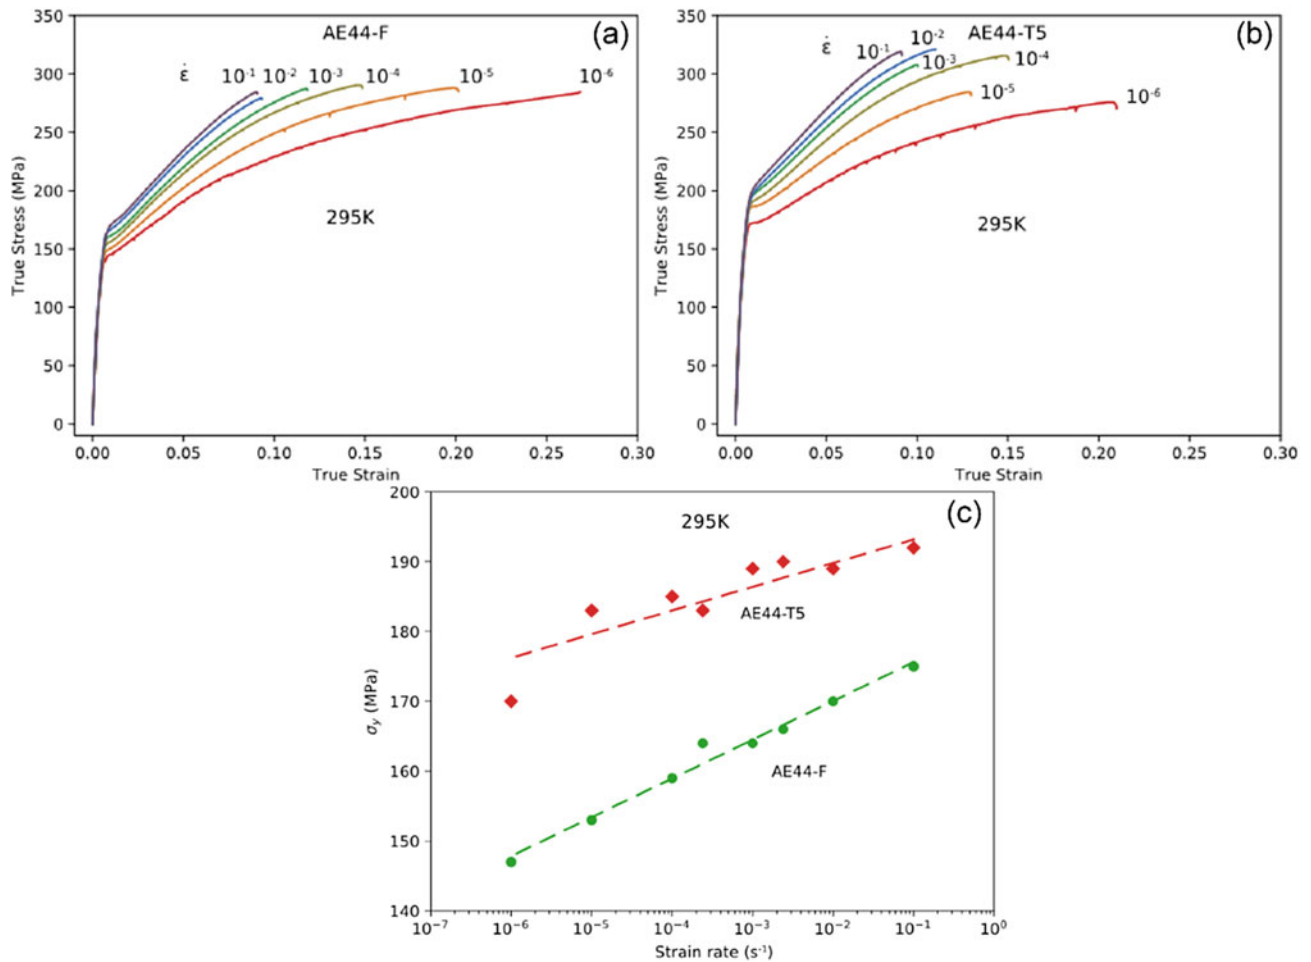 AE44-F
(a)
ε̇
10⁻¹ 10⁻² 10⁻³ 10⁻⁴ 10⁻⁵ 10⁻⁶
295K
350
300
250
200
150
100
50
0
True Stress (MPa)
0.00 0.05 0.10 0.15 0.20 0.25 0.30
True Strain
AE44-T5
(b)
ε̇
10⁻¹ 10⁻² 10⁻³ 10⁻⁴
10⁻⁵ 10⁻⁶
295K
350
300
250
200
150
100
50
0
True Stress (MPa)
0.00 0.05 0.10 0.15 0.20 0.25 0.30
True Strain
295K
(c)
200
190
180
170
160
150
140
σy (MPa)
AE44-T5
AE44-F
10⁻⁷ 10⁻⁶ 10⁻⁵ 10⁻⁴ 10⁻³ 10⁻² 10⁻¹ 10⁰
Strain rate (s⁻¹)